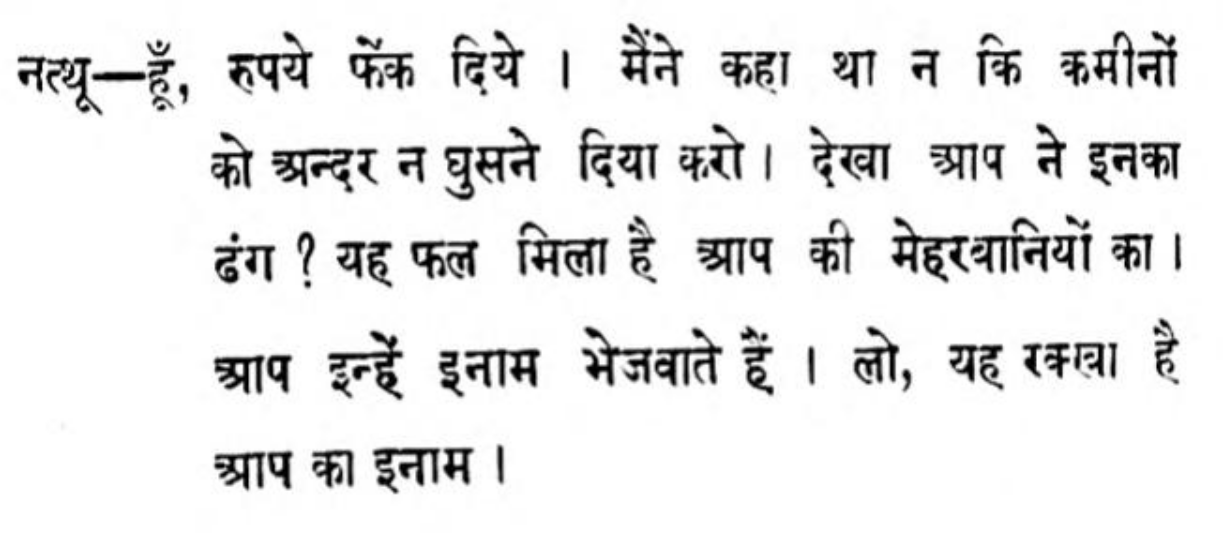 नत्थू—हूँ, रुपये फेंक दिये । मैंने कहा था न कि कमीनों
को अन्दर न घुसने दिया करो । देखा आप ने इनका
ढंग ? यह फल मिला है आप की मेहरवानियों का ।
आप इन्हें इनाम भेजवाते हैं । लो, यह रक्खा है
आप का इनाम ।